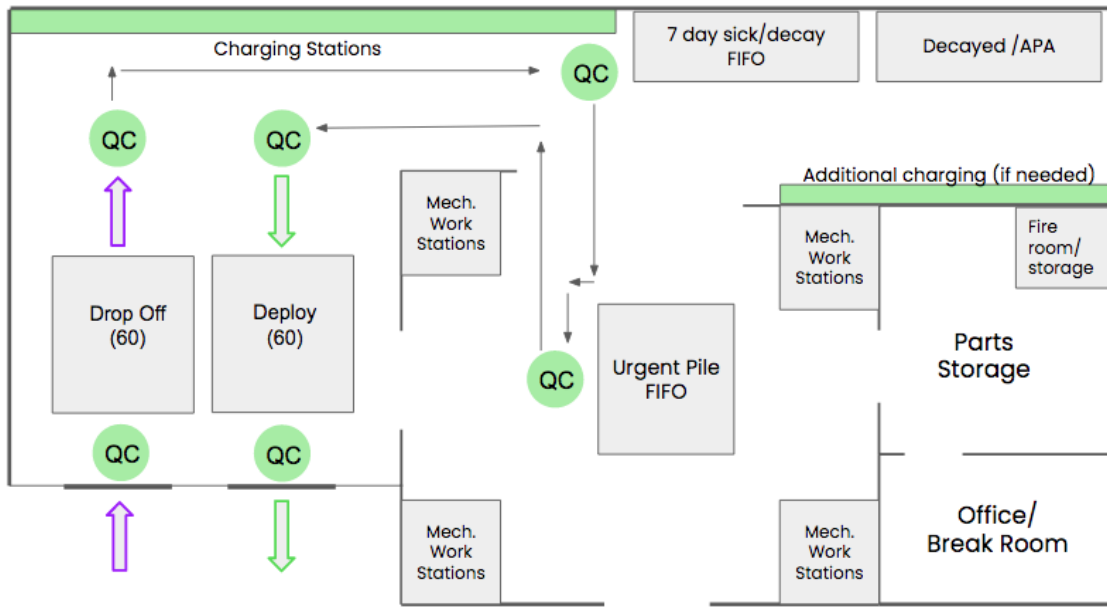 Charging Stations
7 day sick/decay
FIFO
Decayed /APA
QC
QC
QC
Additional charging (if needed)
Mech.
Work
Stations
Mech.
Work
Stations
Fire
room/
storage
Drop Off
(60)
Deploy
(60)
Urgent Pile
FIFO
QC
Parts
Storage
QC
QC
Mech.
Work
Stations
Mech.
Work
Stations
Office/
Break Room